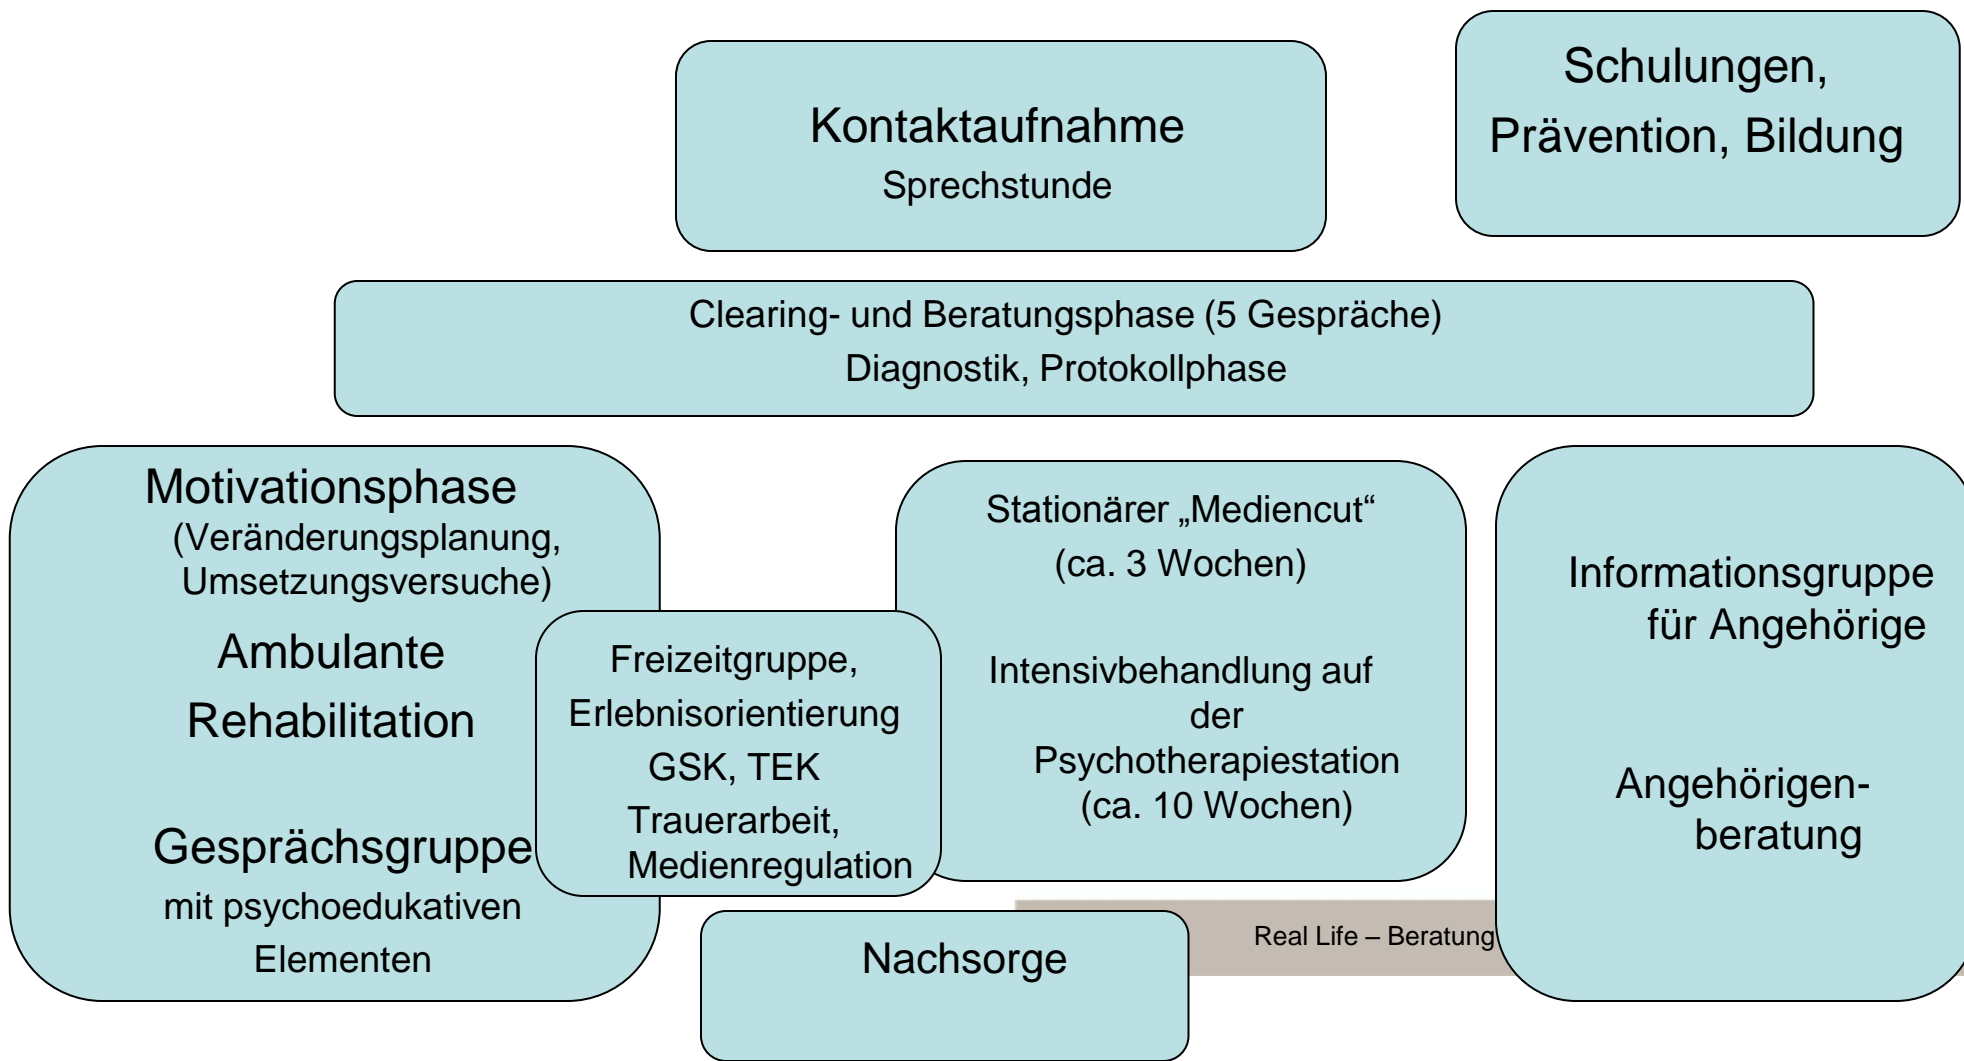 Kontaktaufnahme
Sprechstunde
Schulungen,
Prävention, Bildung
Clearing- und Beratungsphase (5 Gespräche)
Diagnostik, Protokollphase
Motivationsphase
(Veränderungsplanung,
Umsetzungsversuche)
Ambulante
Rehabilitation
Gesprächsgruppe
mit psychoedukativen
Elementen
Freizeitgruppe,
Erlebnisorientierung
GSK, TEK
Trauerarbeit,
Medienregulation
Stationärer „Mediencut“
(ca. 3 Wochen)
Intensivbehandlung auf
der
Psychotherapiestation
(ca. 10 Wochen)
Informationsgruppe
für Angehörige
Angehörigen-
beratung
Nachsorge
Real Life – Beratung